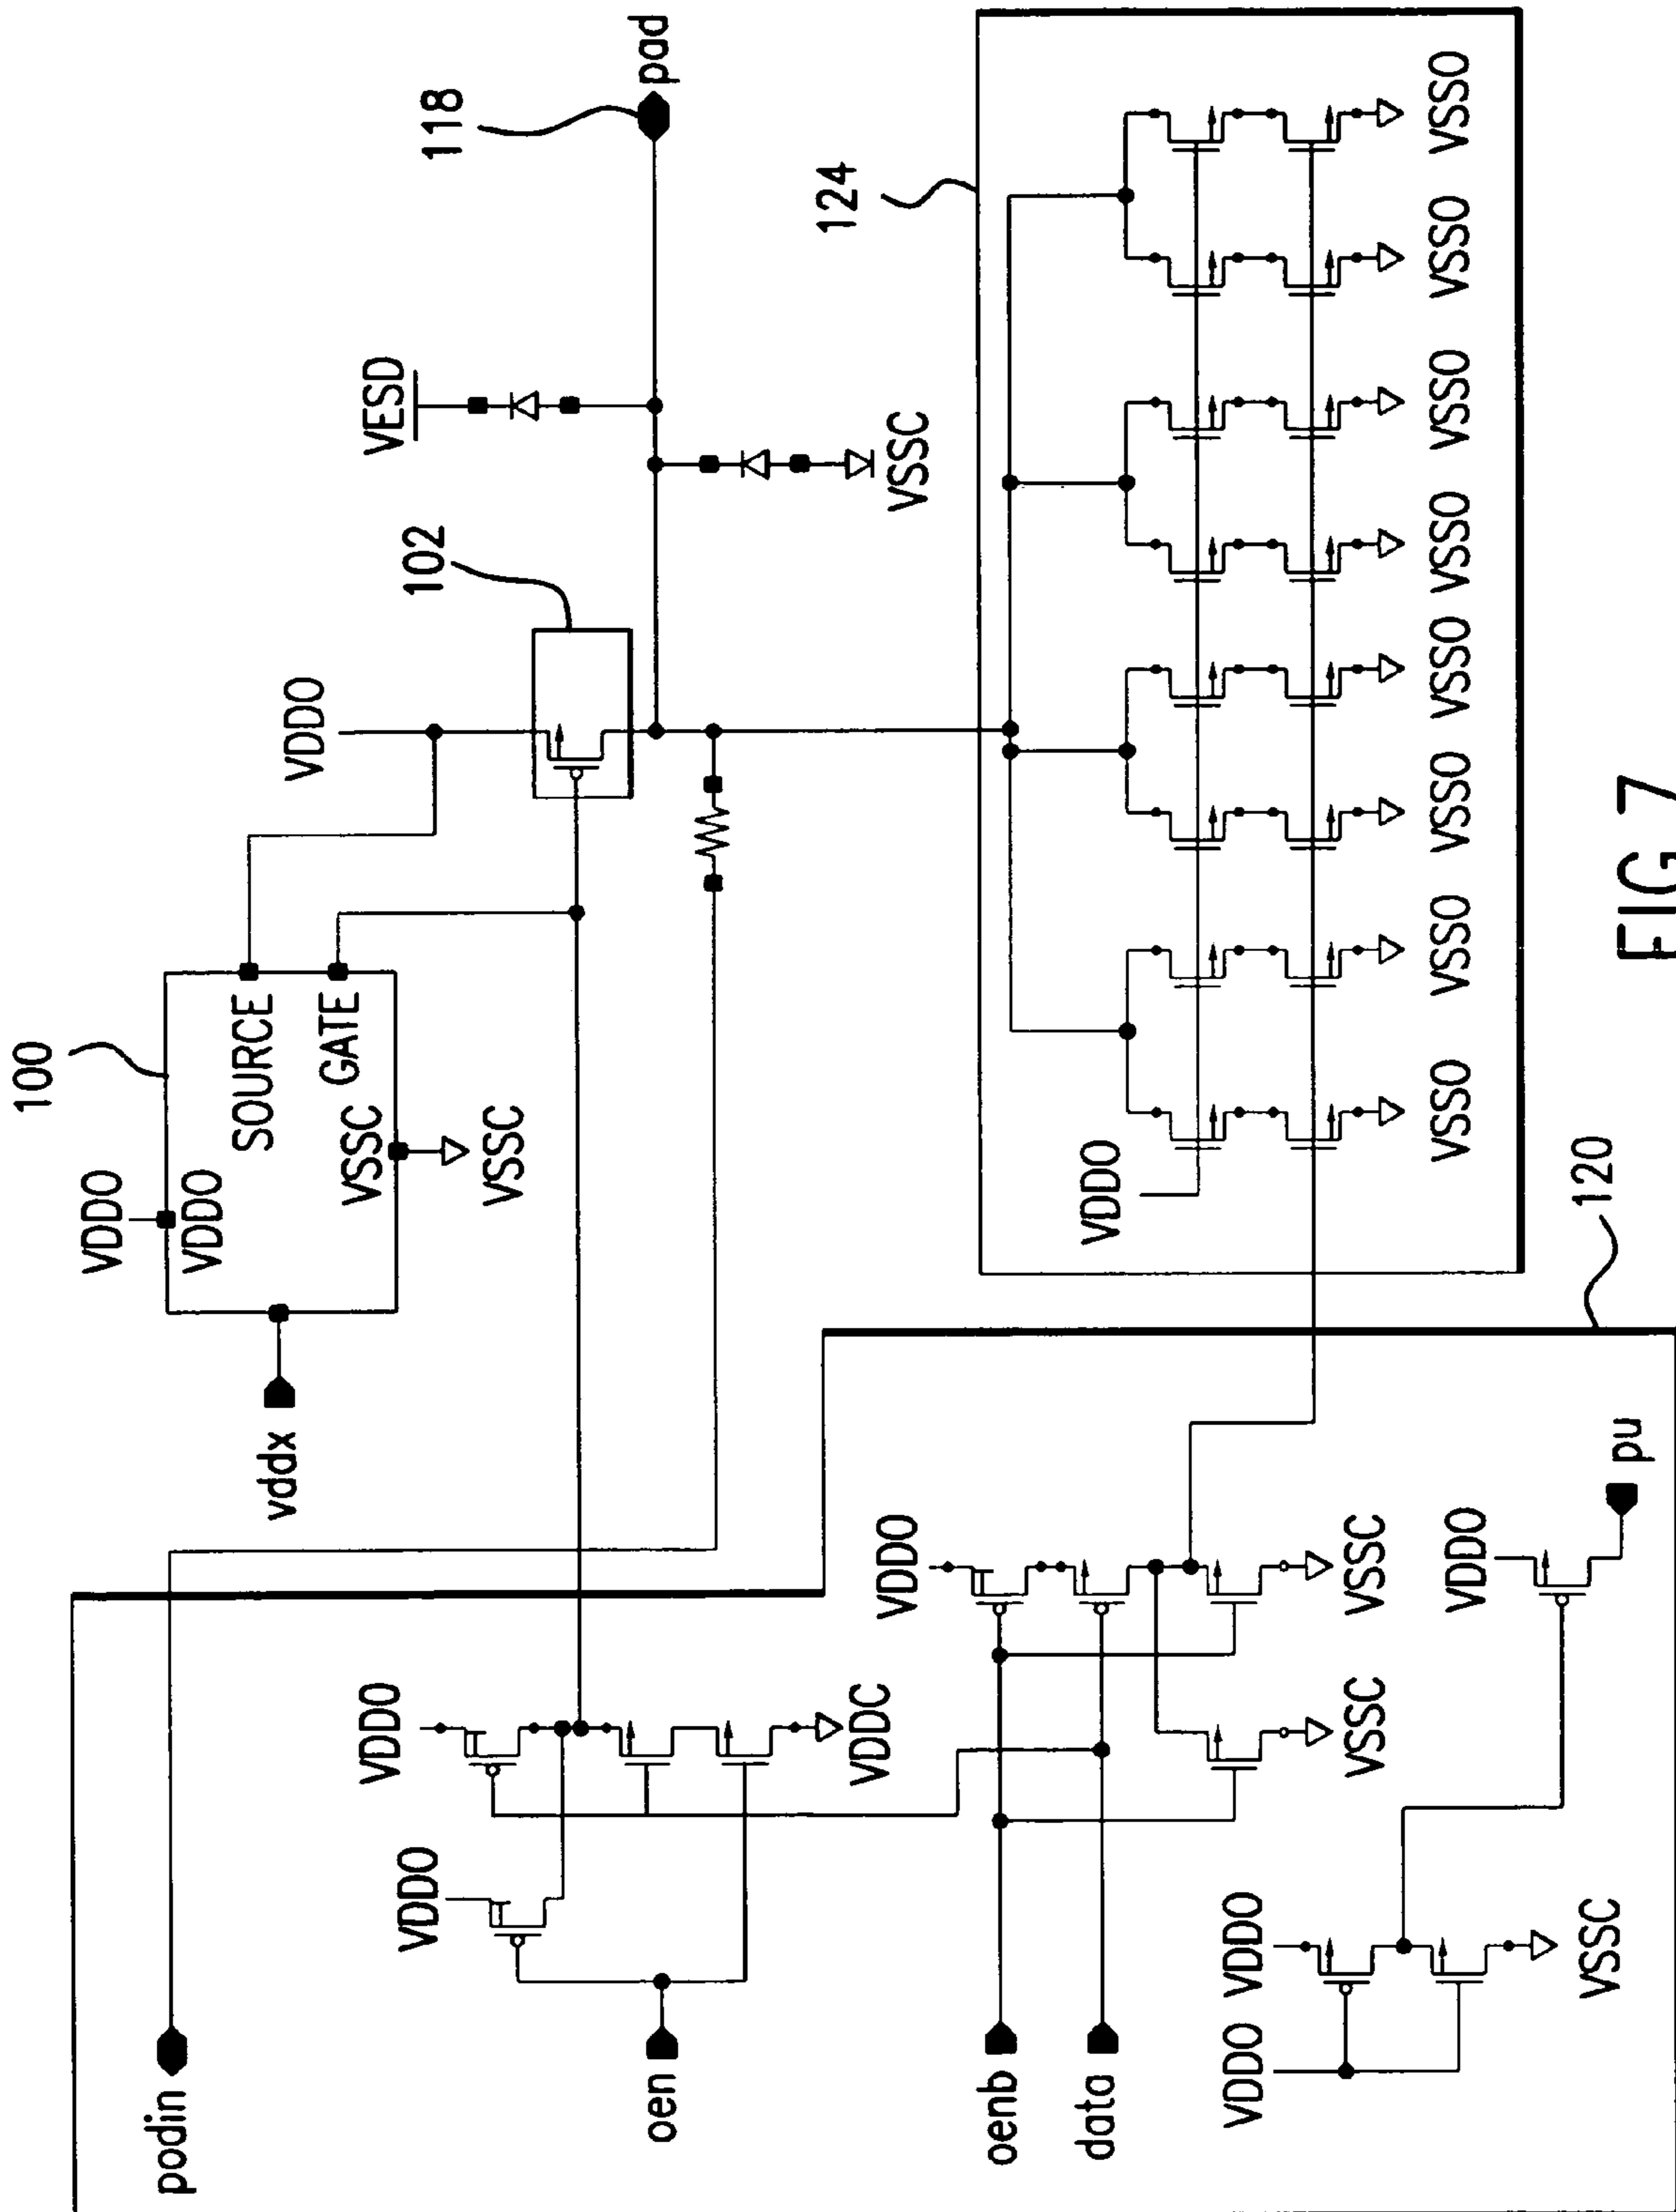 100
VDDO
VDDO
SOURCE
GATE
VSSC
VSSC
vddx
VDDO
102
VESD
118
pad
VSSC
124
VDDO
VSSO
VSSO
VSSO
VSSO
VSSO
VSSO
VSSO
VSSO
120
podin
oen
VDDO
VDDO
VDDC
oenb
data
VDDO
VSSC
VSSC
VDDO
VDDO
VSSC
VDDO
pu
FIG 7